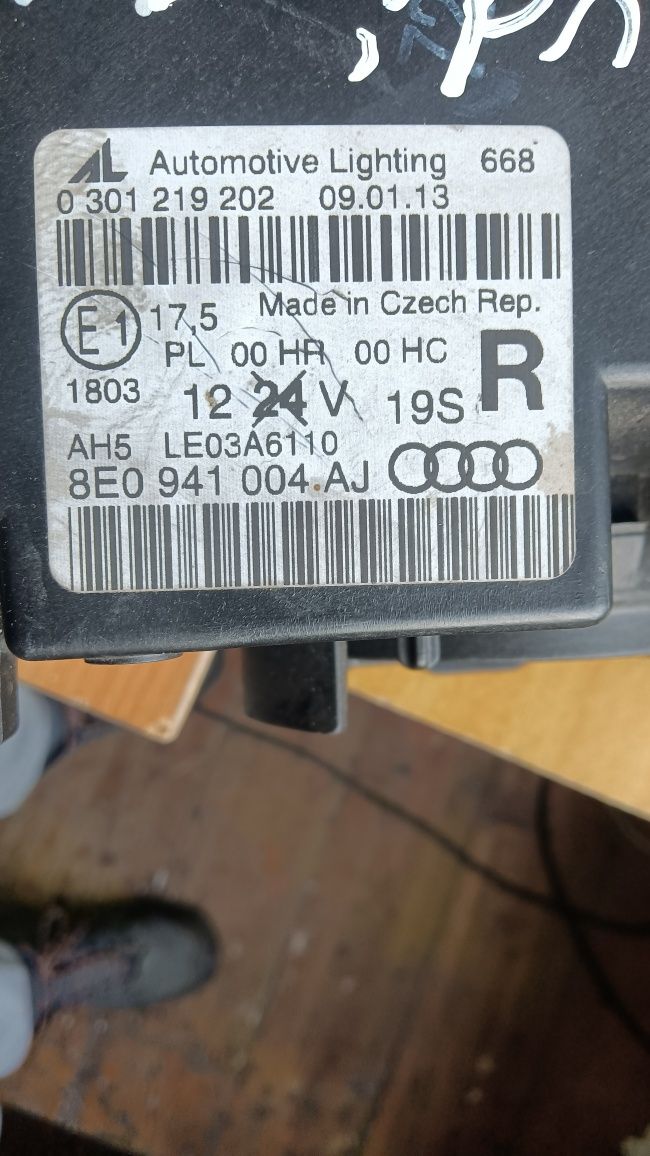 AL Automotive Lighting 668
0 301 219 202 09.01.13
Made in Czech Rep.
E1 17,5
PL 00 HR 00 HC
R
1803
12 24 V 19S
AH5 LE03A6110
8E0 941 004 AJ